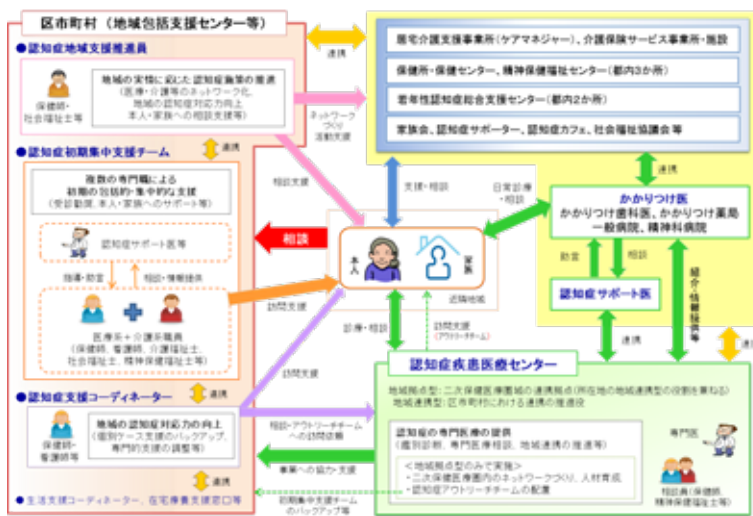 区市町村（地域包括支援センター等）
●認知症地域支援推進員
保健師・
社会福祉士等
地域の実情に応じた認知症施策の推進
（医療・介護等のネットワーク化、
地域の認知症対応力向上
本人・家族への相談支援等）
連携
●認知症初期集中支援チーム
複数の専門職による
初期の包括的・集中的な支援
（受診勧奨、本人・家族へのサポート等）
認知症サポート医等
指導・助言
相談・情報提供
医療系＋介護系職員
（保健師、看護師、介護福祉士、
社会福祉士、精神保健福祉士等）
連携
●認知症支援コーディネーター
保健師・
看護師等
地域の認知症対応力の向上
（個別ケース支援のバックアップ、
専門的支援の調整等）
連携
●生活支援コーディネーター、在宅療養支援窓口等
連携
ネットワーク
づくり
活動支援
相談支援
相談
訪問支援
訪問支援
居宅介護支援事業所（ケアマネジャー）、介護保険サービス事業所・施設
保健所・保健センター、精神保健福祉センター（都内3か所）
若年性認知症総合支援センター（都内2か所）
家族会、認知症サポーター、認知症カフェ、社会福祉協議会 等
支援・相談
日常診療
・相談
連携
本人
家族
近隣地域
かかりつけ医
かかりつけ歯科医、かかりつけ薬局
一般病院、精神科病院
助言
相談
認知症サポート医
紹介・情報提供等
連携
連携
診療・相談
訪問支援
（アウトリーチチーム）
認知症疾患医療センター
地域拠点型：二次保健医療圏域の連携拠点（所在地の地域連携型の役割を兼ねる）
地域連携型：区市町村における連携の推進役
認知症の専門医療の提供
（鑑別診断、専門医療相談、地域連携の推進等）
＜地域拠点型のみで実施＞
・二次保健医療圏内のネットワークづくり、人材育成
・認知症アウトリーチチームの配置
専門医
相談員（保健師、
精神保健福祉士等）
相談・アウトリーチチーム
への訪問依頼
事業への協力・支援
初期集中支援チーム
のバックアップ等